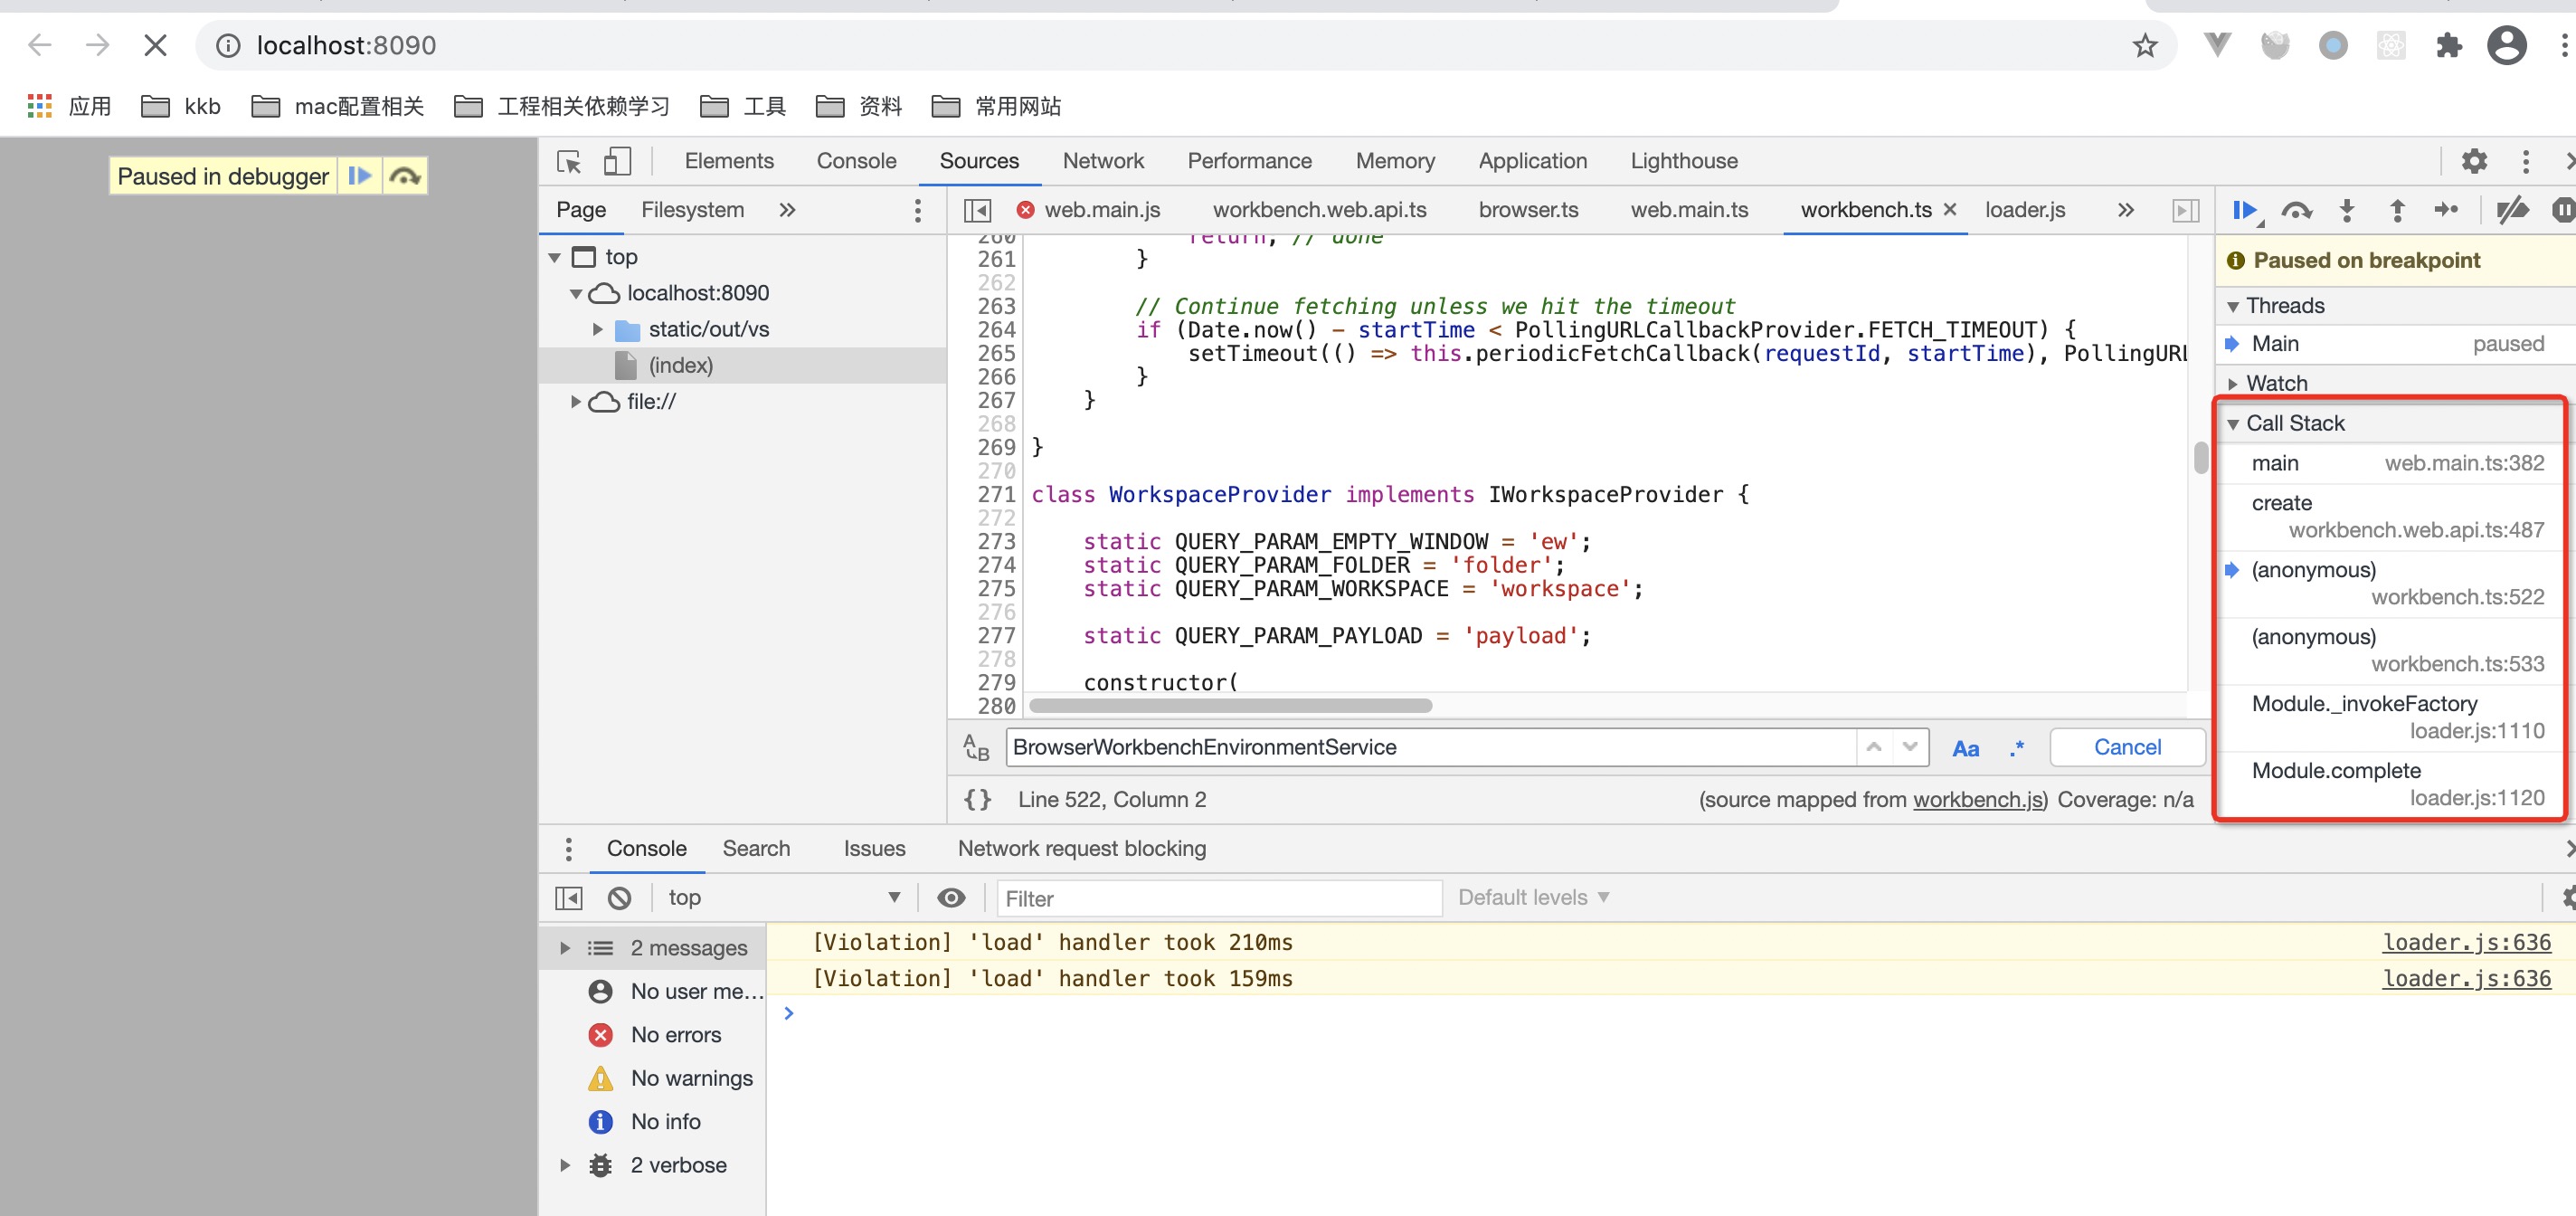 localhost:8090
应用 kkb mac配置相关 工程相关依赖学习 工具 资料 常用网站
Paused in debugger
Elements Console Sources Network Performance Memory Application Lighthouse
Page Filesystem »
web.main.js workbench.web.api.ts browser.ts web.main.ts workbench.ts × loader.js »
top
localhost:8090
static/out/vs
(index)
file://
260 return; // done
261 }
262
263 // Continue fetching unless we hit the timeout
264 if (Date.now() - startTime < PollingURLCallbackProvider.FETCH_TIMEOUT) {
265 setTimeout(() => this.periodicFetchCallback(requestId, startTime), PollingURL
266 }
267 }
268
269 }
270
271 class WorkspaceProvider implements IWorkspaceProvider {
272
273 static QUERY_PARAM_EMPTY_WINDOW = 'ew';
274 static QUERY_PARAM_FOLDER = 'folder';
275 static QUERY_PARAM_WORKSPACE = 'workspace';
276
277 static QUERY_PARAM_PAYLOAD = 'payload';
278
279 constructor(
280
BrowserWorkbenchEnvironmentService
Aa .* Cancel
{} Line 522, Column 2 (source mapped from workbench.js) Coverage: n/a
Paused on breakpoint
Threads
Main paused
Watch
Call Stack
main web.main.ts:382
create
workbench.web.api.ts:487
(anonymous)
workbench.ts:522
(anonymous)
workbench.ts:533
Module._invokeFactory
loader.js:1110
Module.complete
loader.js:1120
Console Search Issues Network request blocking
top Filter Default levels
2 messages
No user me...
No errors
No warnings
No info
2 verbose
[Violation] 'load' handler took 210ms loader.js:636
[Violation] 'load' handler took 159ms loader.js:636